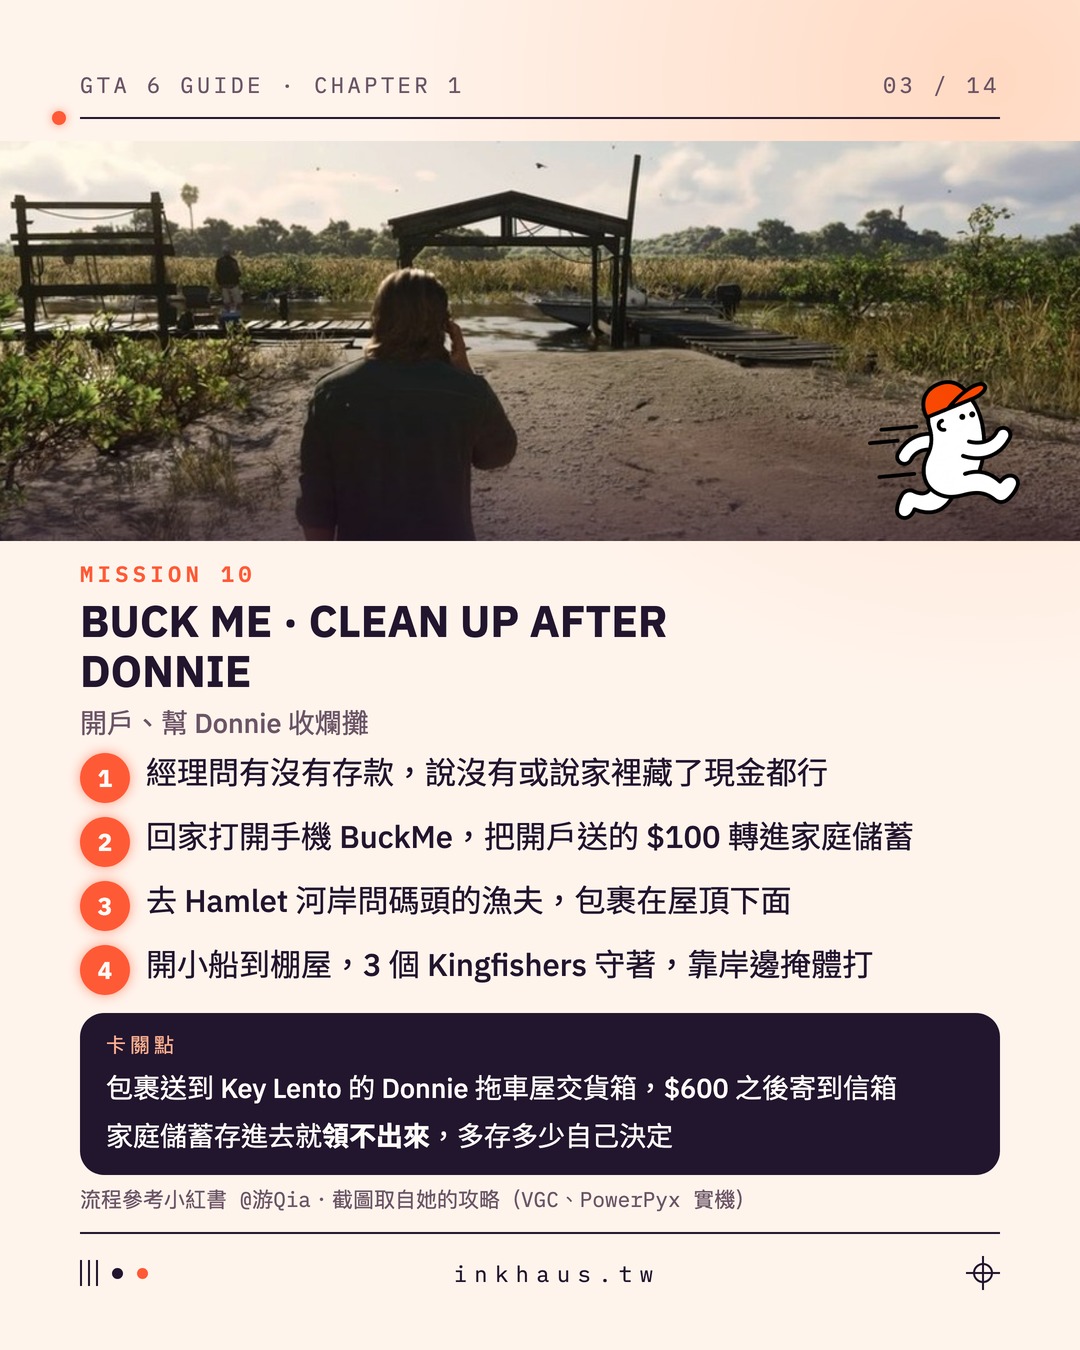 GTA 6 GUIDE · CHAPTER 1
03 / 14
MISSION 10
BUCK ME · CLEAN UP AFTER
DONNIE
開戶、幫 Donnie 收爛攤
1 經理問有沒有存款，說沒有或說家裡藏了現金都行
2 回家打開手機 BuckMe，把開戶送的 $100 轉進家庭儲蓄
3 去 Hamlet 河岸問碼頭的漁夫，包裹在屋頂下面
4 開小船到棚屋，3 個 Kingfishers 守著，靠岸邊掩體打
卡關點
包裹送到 Key Lento 的 Donnie 拖車屋交貨箱，$600 之後寄到信箱
家庭儲蓄存進去就領不出來，多存多少自己決定
流程參考小紅書 @游Qia · 截圖取自她的攻略（VGC、PowerPyx 實機）
inkhaus.tw